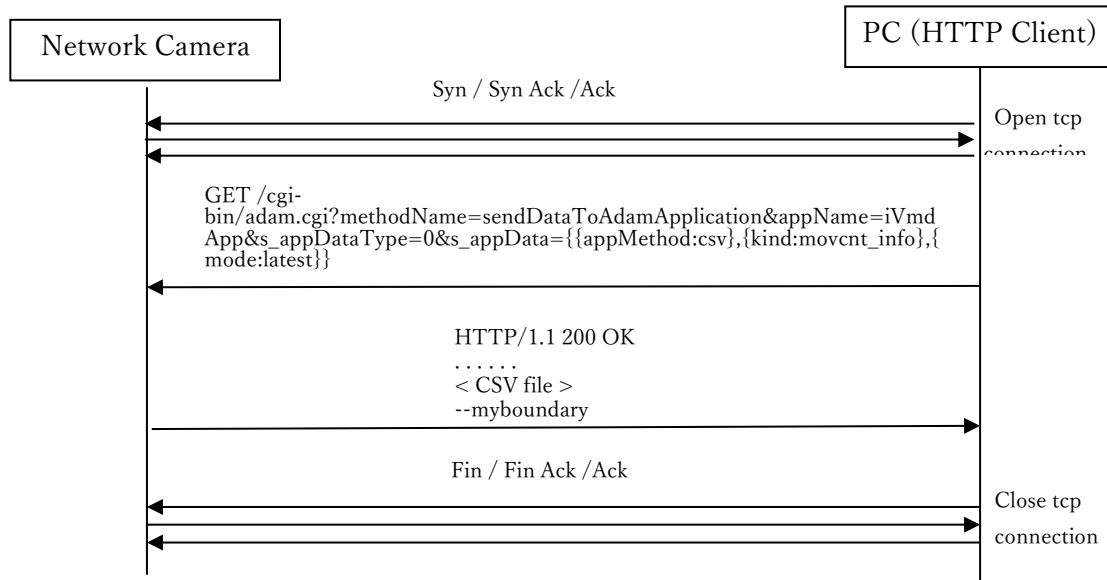 Network Camera
PC (HTTP Client)
Syn / Syn Ack /Ack
Open tcp
connection
GET /cgi-
bin/adam.cgi?methodName=sendDataToAdamApplication&appName=iVmd
App&s_appDataType=0&s_appData={{appMethod:csv},{kind:movcnt_info},{
mode:latest}}
HTTP/1.1 200 OK
. . . . . .
< CSV file >
--myboundary
Fin / Fin Ack /Ack
Close tcp
connection